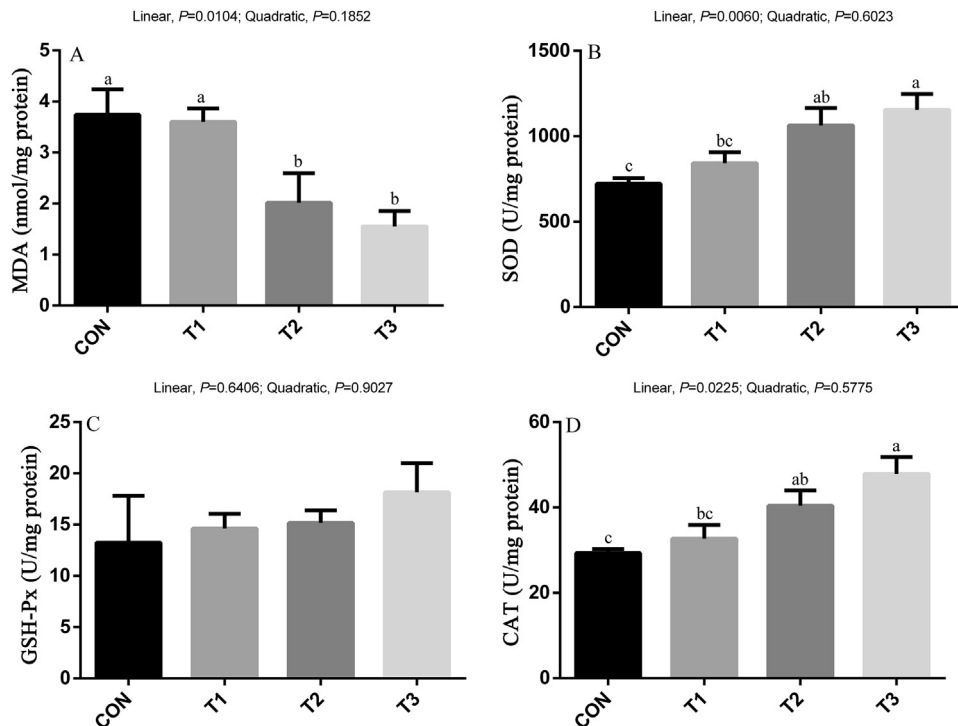 Linear, P=0.0104; Quadratic, P=0.1852
A
MDA (nmol/mg protein)
5
4
3
2
1
0
a
a
b
b
CON
T1
T2
T3
Linear, P=0.0060; Quadratic, P=0.6023
B
SOD (U/mg protein)
1500
1000
500
0
c
bc
ab
a
CON
T1
T2
T3
Linear, P=0.6406; Quadratic, P=0.9027
C
GSH-Px (U/mg protein)
25
20
15
10
5
0
CON
T1
T2
T3
Linear, P=0.0225; Quadratic, P=0.5775
D
CAT (U/mg protein)
60
40
20
0
c
bc
ab
a
CON
T1
T2
T3